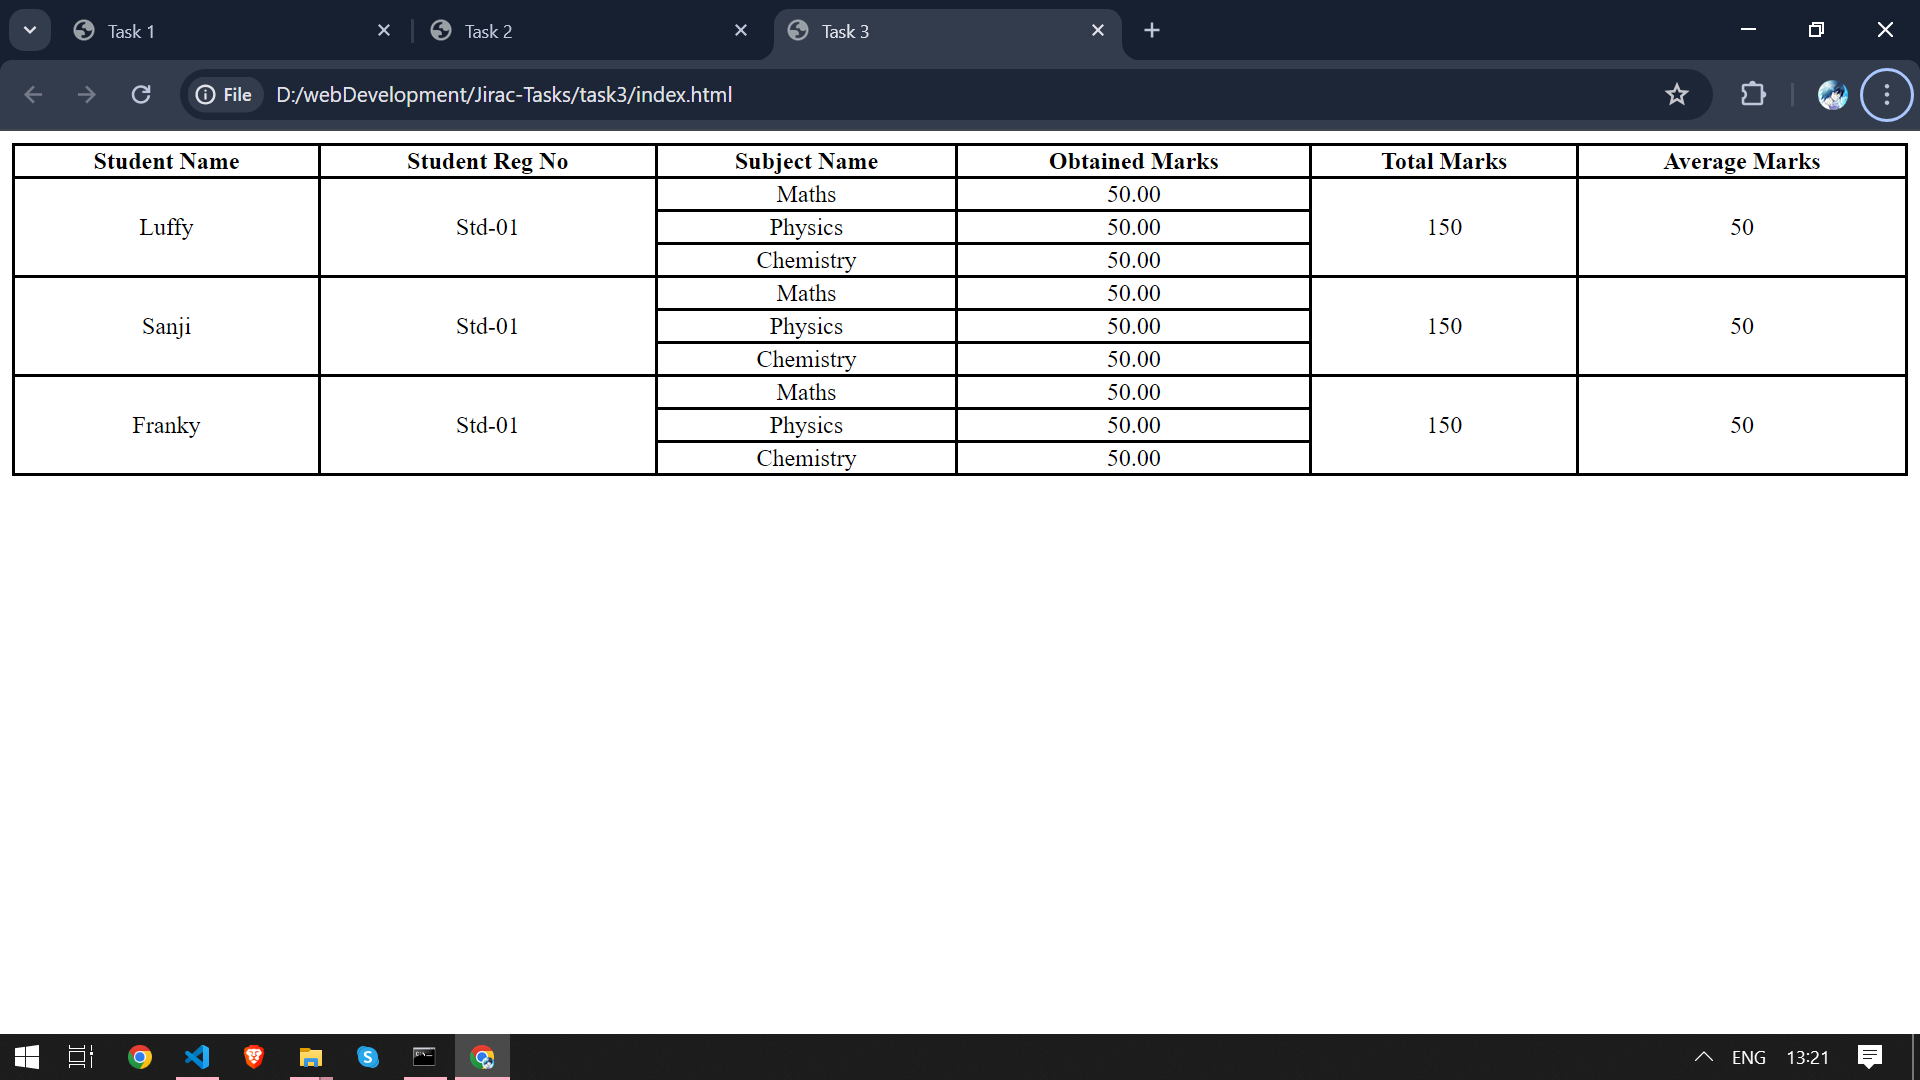 Task 1
Task 2
Task 3
File D:/webDevelopment/Jirac-Tasks/task3/index.html
Student Name Student Reg No Subject Name Obtained Marks Total Marks Average Marks
Luffy Std-01 Maths 50.00 150 50
Physics 50.00
Chemistry 50.00
Sanji Std-01 Maths 50.00 150 50
Physics 50.00
Chemistry 50.00
Franky Std-01 Maths 50.00 150 50
Physics 50.00
Chemistry 50.00
ENG 13:21